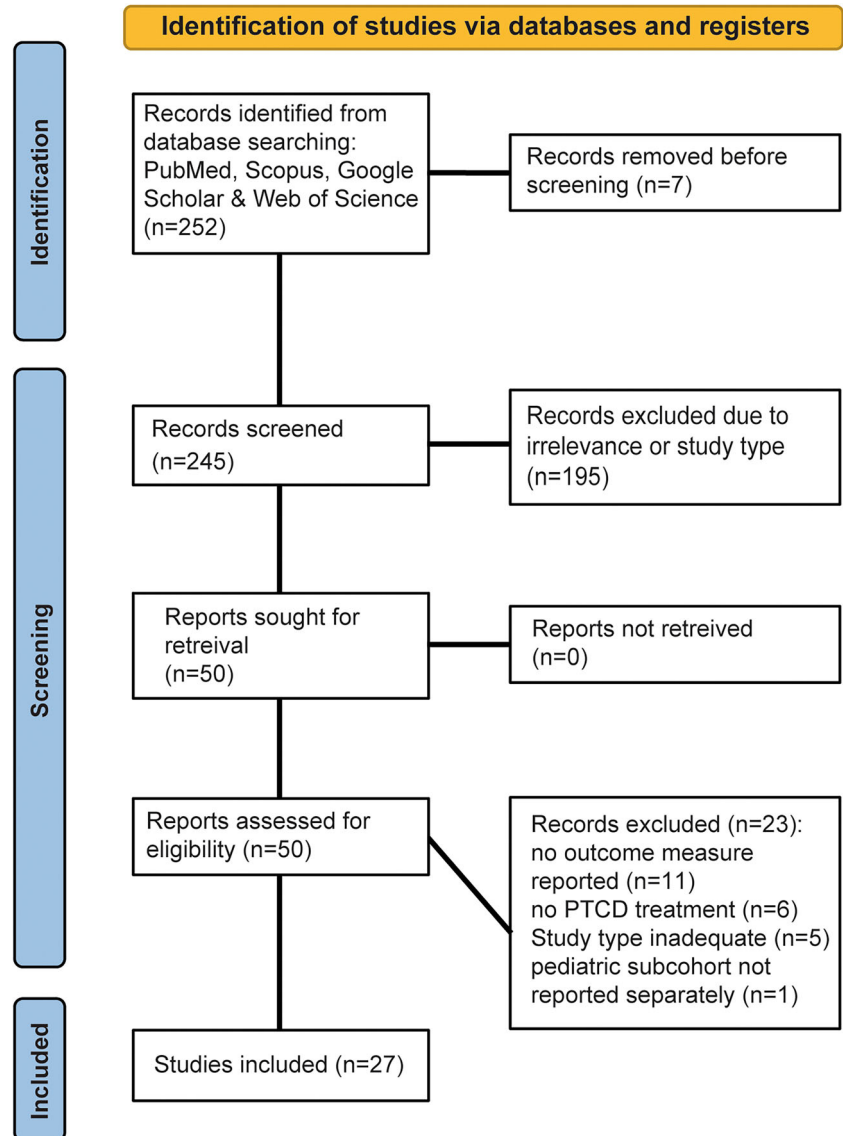 Identification of studies via databases and registers
Identification
Records identified from
database searching:
PubMed, Scopus, Google
Scholar & Web of Science
(n=252)
Records removed before
screening (n=7)
Screening
Records screened
(n=245)
Records excluded due to
irrelevance or study type
(n=195)
Reports sought for
retreival
(n=50)
Reports not retreived
(n=0)
Reports assessed for
eligibility (n=50)
Records excluded (n=23):
no outcome measure
reported (n=11)
no PTCD treatment (n=6)
Study type inadequate (n=5)
pediatric subcohort not
reported separately (n=1)
Included
Studies included (n=27)